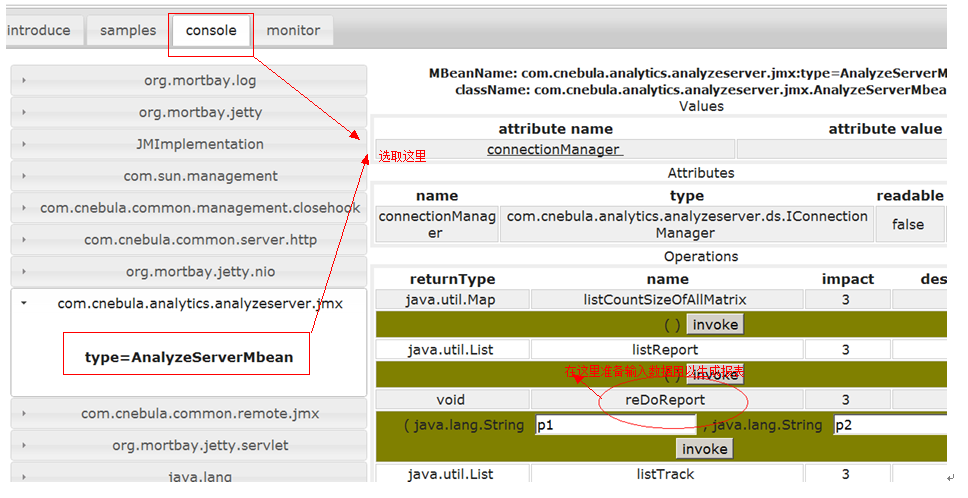 introduce samples console monitor
org.mortbay.log
org.mortbay.jetty
JMImplementation
com.sun.management
com.cnebula.common.management.closehook
com.cnebula.common.server.http
org.mortbay.jetty.nio
com.cnebula.analytics.analyzeserver.jmx
type=AnalyzeServerMbean
com.cnebula.common.remote.jmx
org.mortbay.jetty.servlet
java.lang
选取这里
MBeanName: com.cnebula.analytics.analyzeserver.jmx:type=AnalyzeServerM
className: com.cnebula.analytics.analyzeserver.jmx.AnalyzeServerMbean
Values
attribute name attribute value
connectionManager
Attributes
name type readable
connectionManag
er
com.cnebula.analytics.analyzeserver.ds.IConnection
Manager
false
Operations
returnType name impact des
java.util.Map listCountSizeOfAllMatrix 3
( ) invoke
java.util.List listReport 3
( ) invoke
在这里准备输入数据用以生成报表
void reDoReport 3
( java.lang.String p1 , java.lang.String p2
invoke
java.util.List listTrack 3